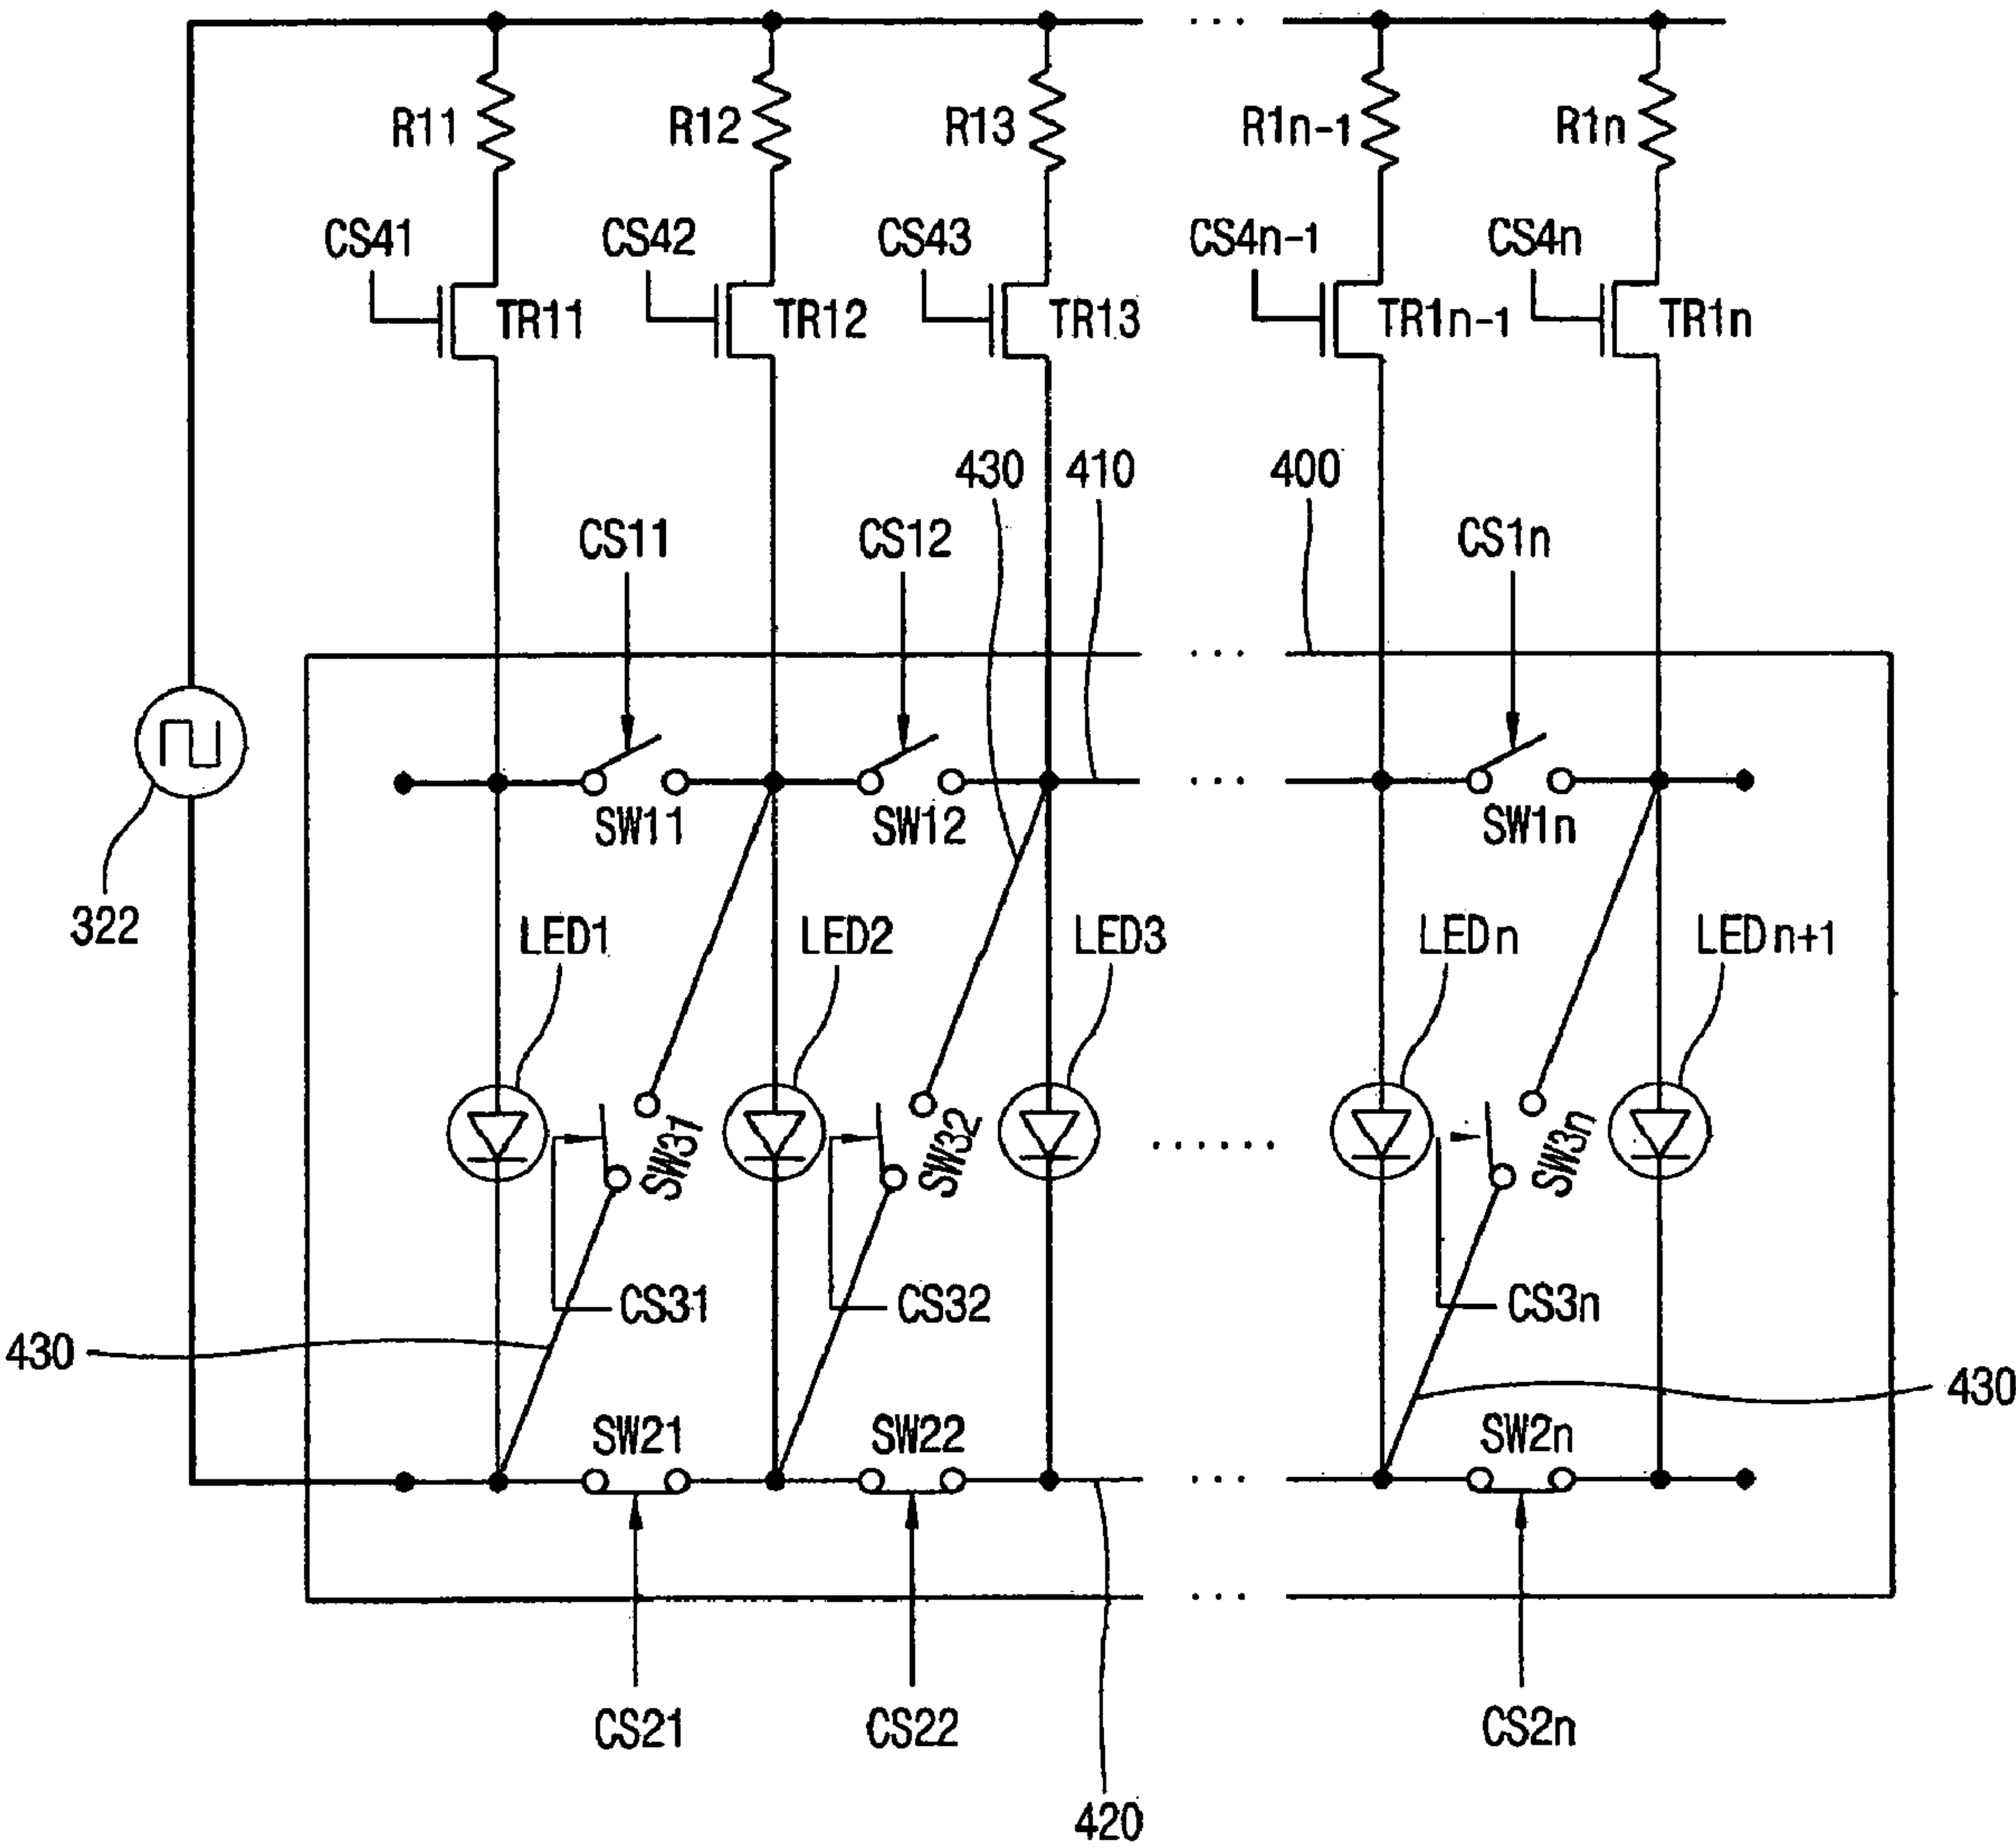 R11 R12 R13 R1n-1 R1n
CS41 CS42 CS43 CS4n-1 CS4n
TR11 TR12 TR13 TR1n-1 TR1n
430 410 400
CS11 CS12 CS1n
SW11 SW12 SW1n
322
LED1 LED2 LED3 LEDn LEDn+1
SW31 SW32 SW3n
CS31 CS32 CS3n
430
430
SW21 SW22 SW2n
CS21 CS22 CS2n
420